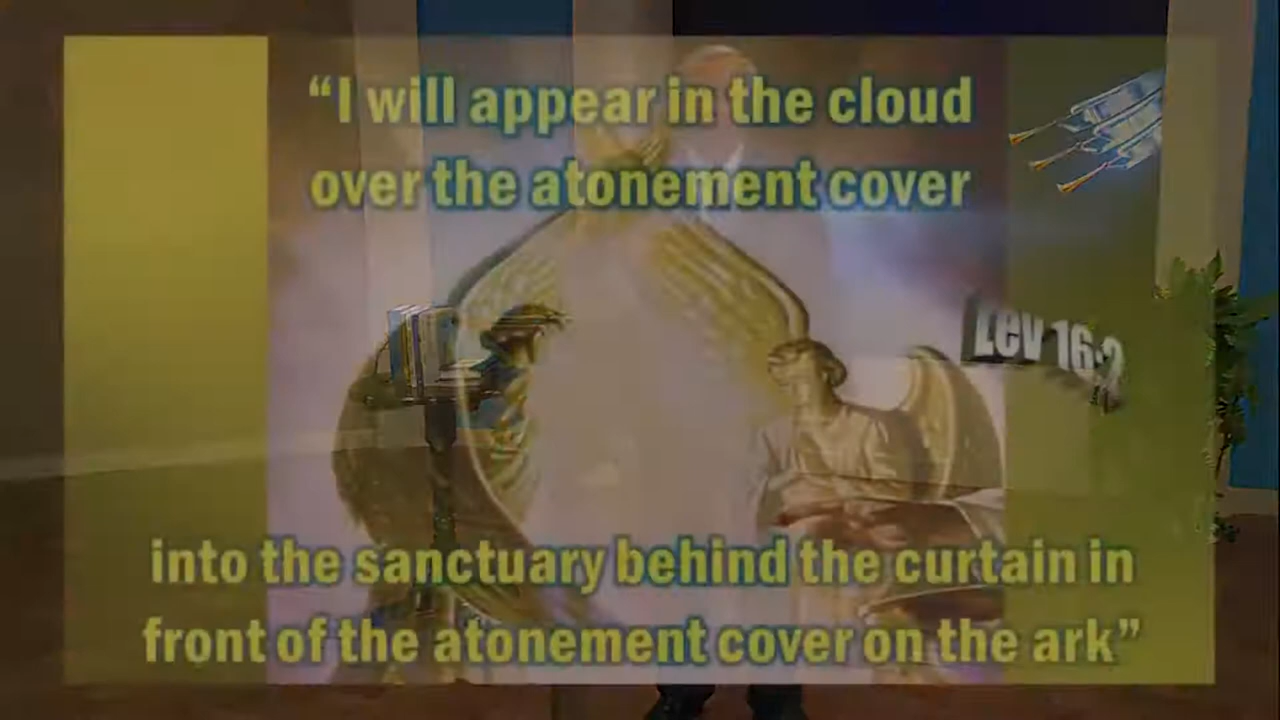 “I will appear in the cloud
over the atonement cover
Lev 16:2
into the sanctuary behind the curtain in
front of the atonement cover on the ark”